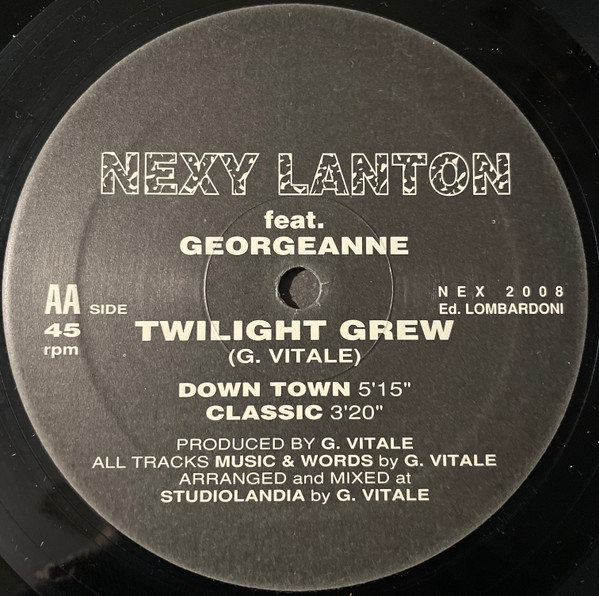 NEXY LANTON
feat.
GEORGEANNE
AA SIDE
45
rpm
NEX 2008
Ed. LOMBARDONI
TWILIGHT GREW
(G. VITALE)
DOWN TOWN 5'15"
CLASSIC 3'20"
PRODUCED BY G. VITALE
ALL TRACKS MUSIC & WORDS by G. VITALE
ARRANGED and MIXED at
STUDIOLANDIA by G. VITALE